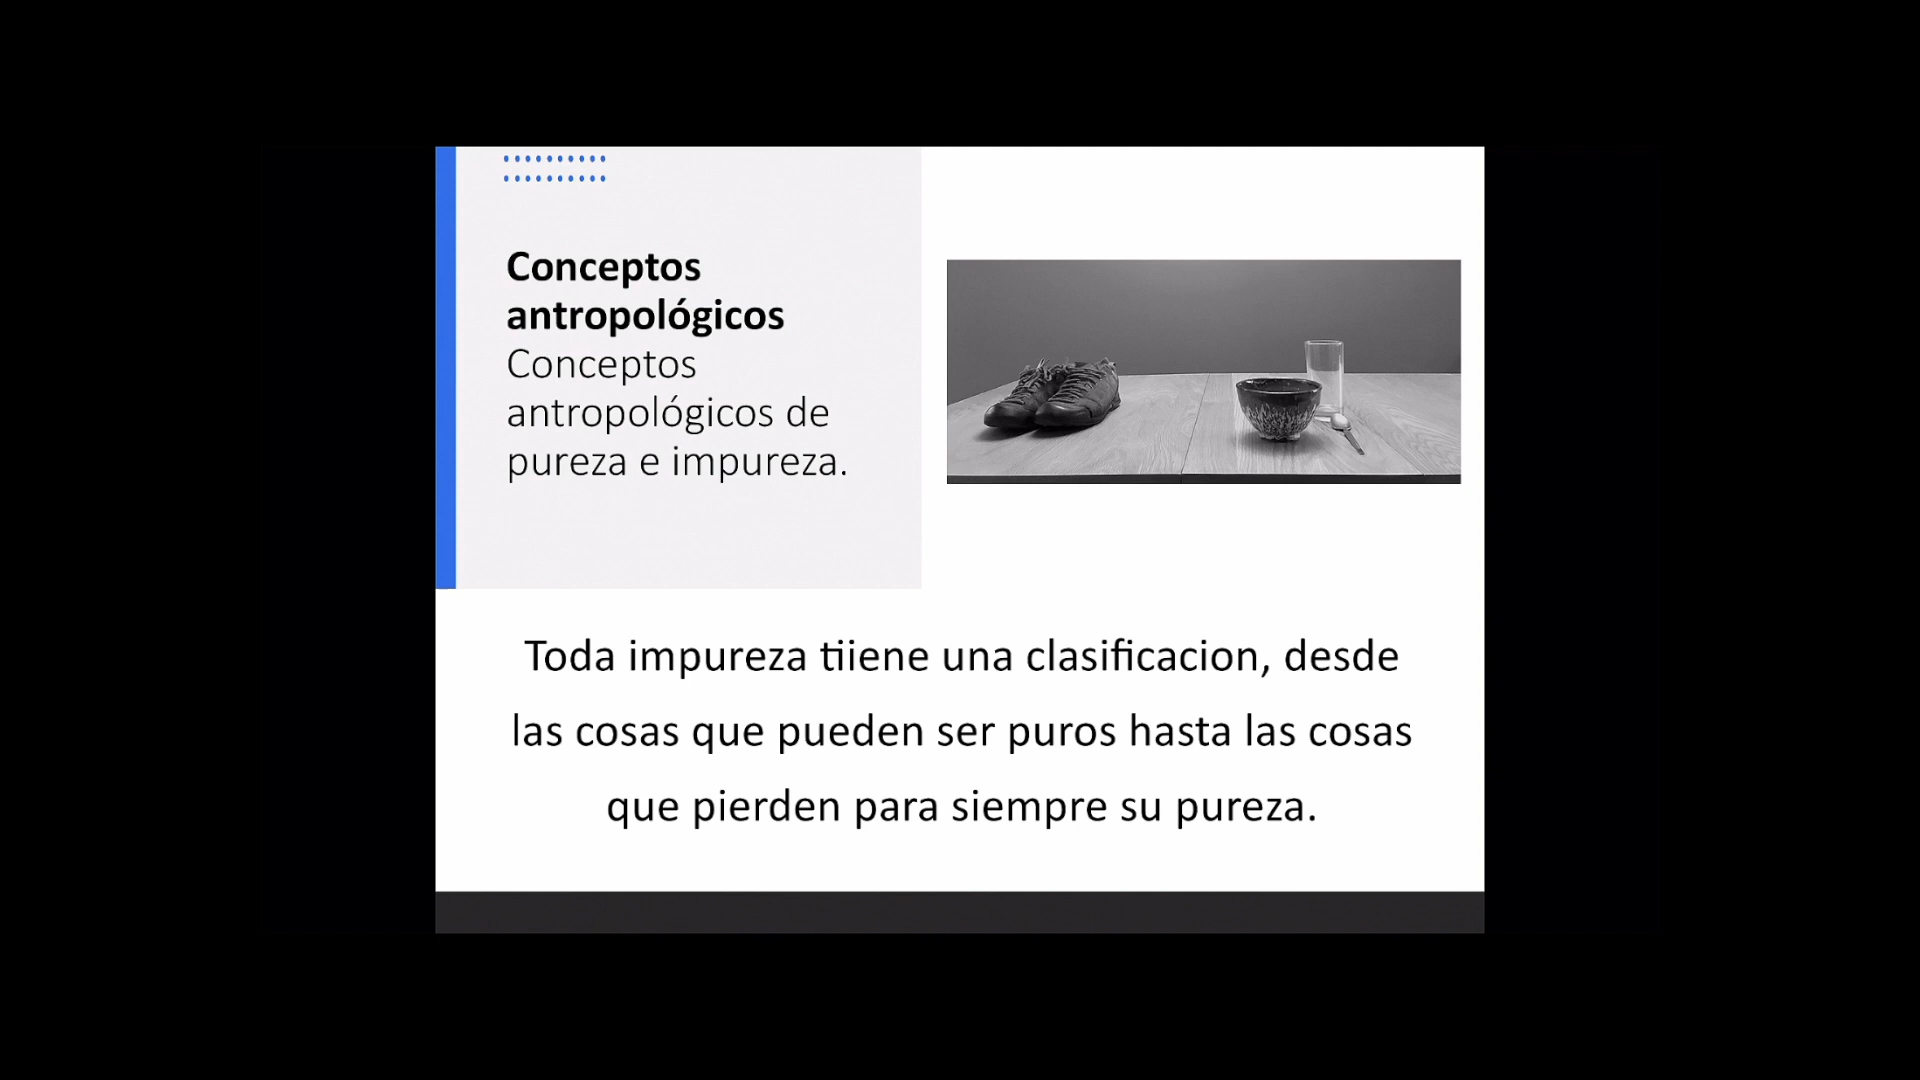 Conceptos
antropológicos
Conceptos
antropológicos de
pureza e impureza.
Toda impureza tiiene una clasificacion, desde
las cosas que pueden ser puros hasta las cosas
que pierden para siempre su pureza.